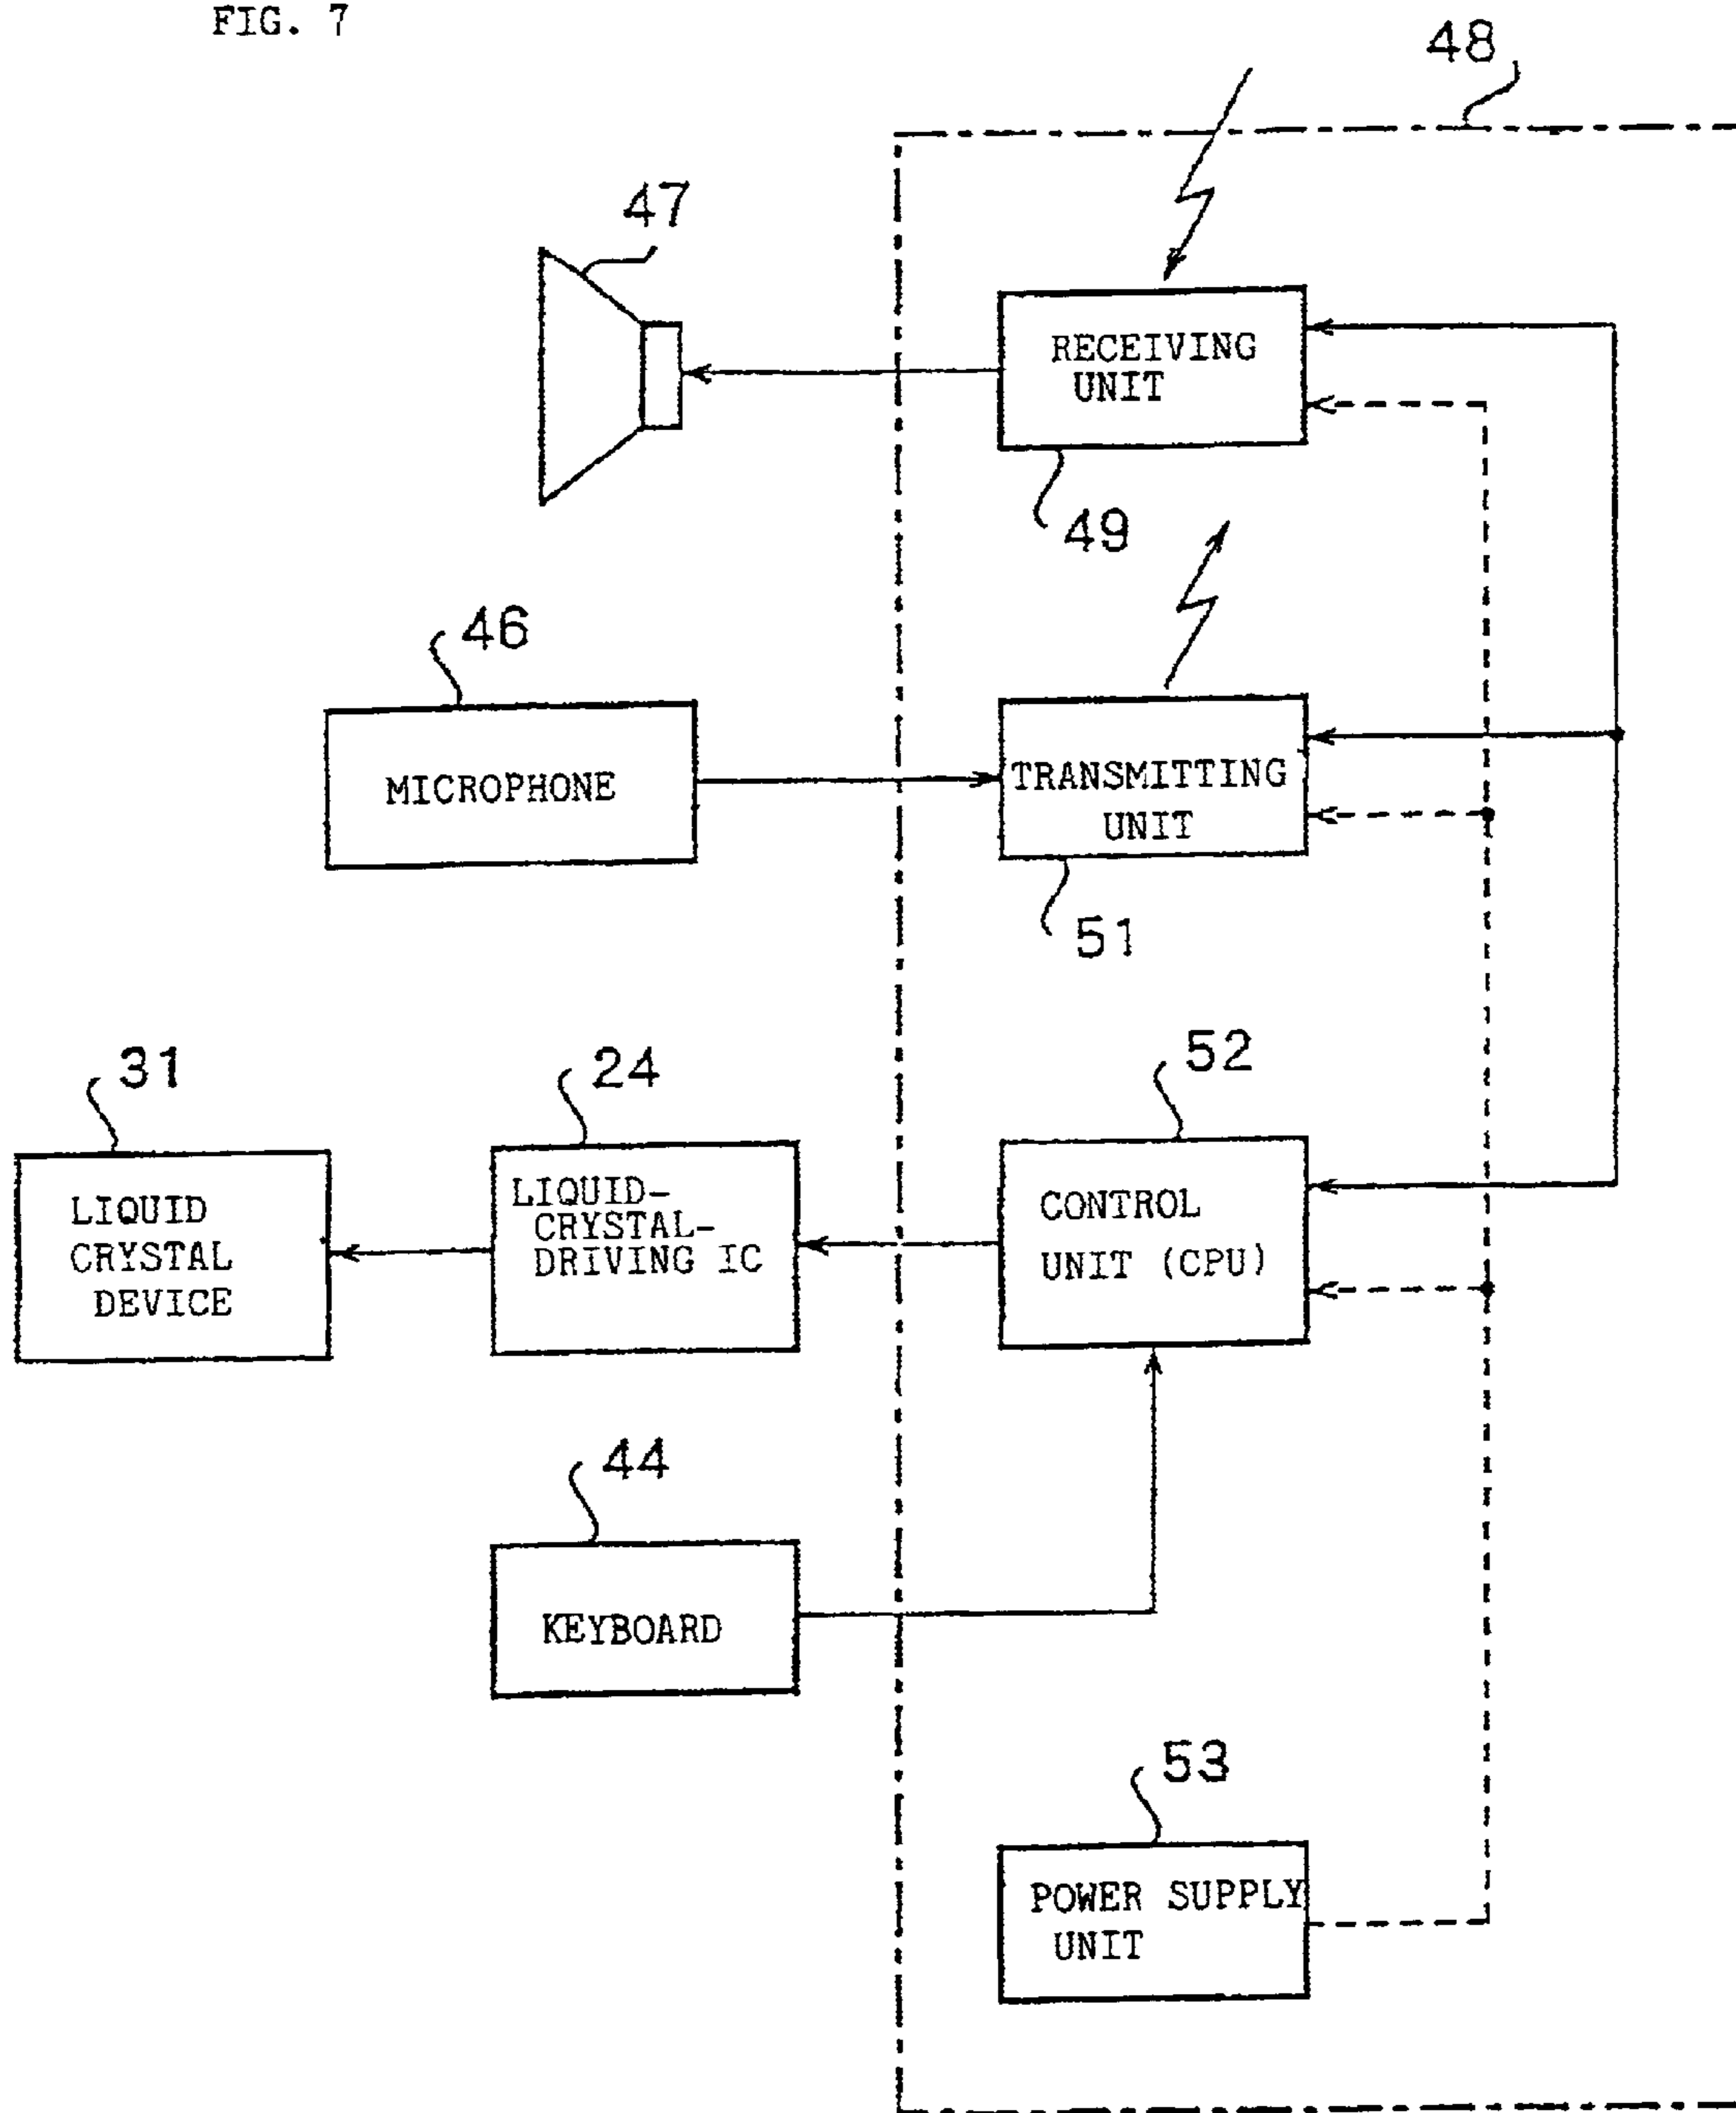 FIG. 7
48
47
RECEIVING
UNIT
49
46
MICROPHONE
TRANSMITTING
UNIT
51
31
LIQUID
CRYSTAL
DEVICE
24
LIQUID-
CRYSTAL-
DRIVING IC
52
CONTROL
UNIT (CPU)
44
KEYBOARD
53
POWER SUPPLY
UNIT